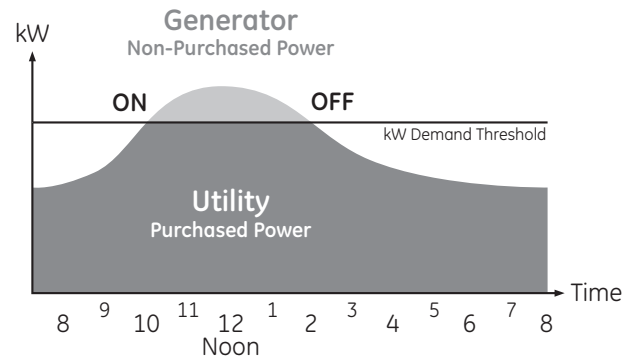 Generator
Non-Purchased Power
kW
ON
OFF
kW Demand Threshold
Utility
Purchased Power
Time
8 9 10 11 12 1 2 3 4 5 6 7 8
Noon